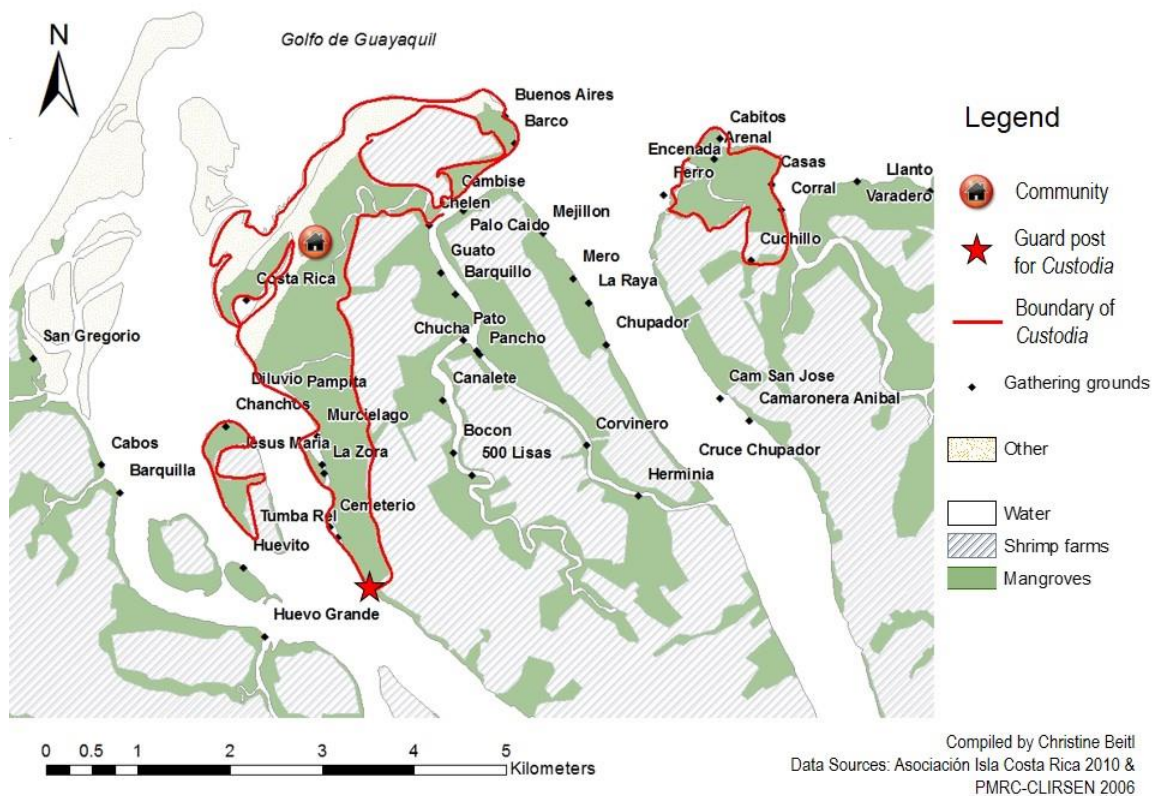 N
Golfo de Guayaquil
Buenos Aires
Barco
Cabitos
Arenal
Encenada
Casas
Ferro
Corral
Llanto
Varadero
Cambise
Chelen
Palo Caido
Mejillon
Guato
Barquillo
Mero
La Raya
Cuchillo
Costa Rica
Chupador
San Gregorio
Chucha
Pato
Pancho
Diluvio
Pampita
Canalete
Cam San Jose
Camaronera Anibal
Chanchos
Murcielago
Cabos
Jesus Maria
La Zora
Bocon
500 Lisas
Corvinero
Cruce Chupador
Barquilla
Herminia
Cemeterio
Tumba Rel
Huevito
Huevo Grande
Legend
Community
Guard post
for Custodia
Boundary of
Custodia
Gathering grounds
Other
Water
Shrimp farms
Mangroves
0 0.5 1 2 3 4 5
Kilometers
Compiled by Christine Beitl
Data Sources: Asociación Isla Costa Rica 2010 &
PMRC-CLIRSEN 2006